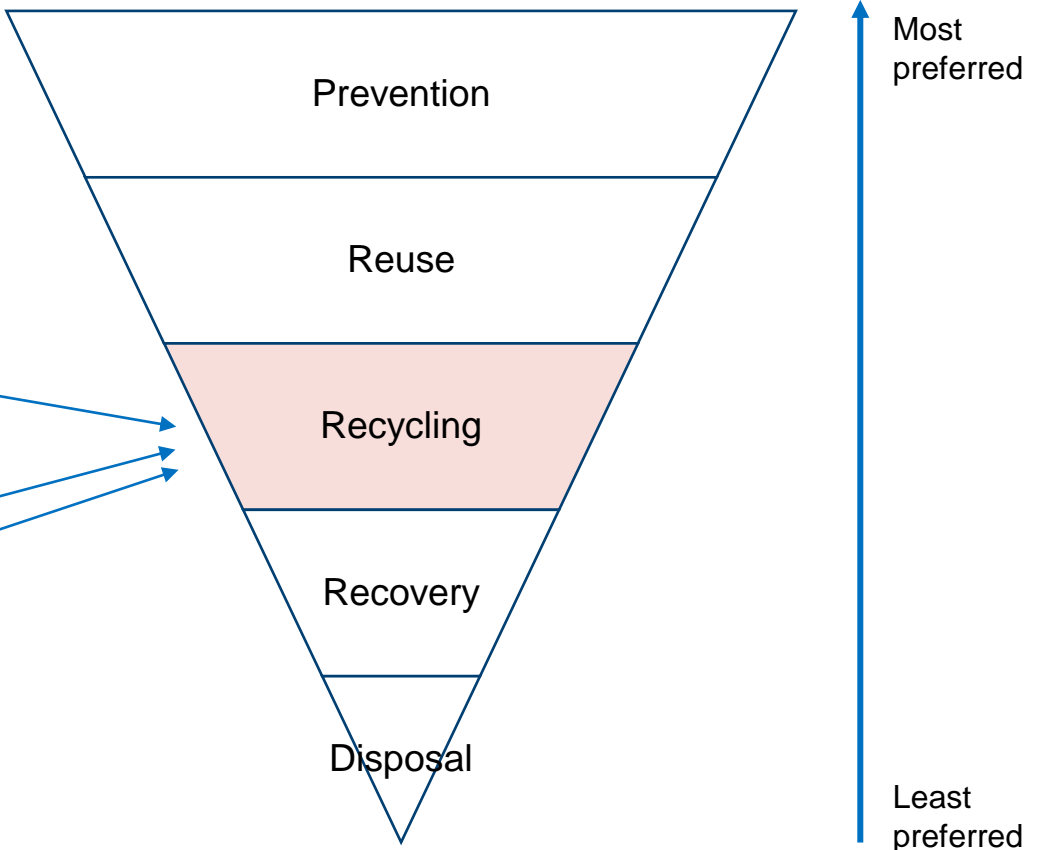 Most
preferred
Prevention
Reuse
Recycling
Recovery
Disposal
Least
preferred